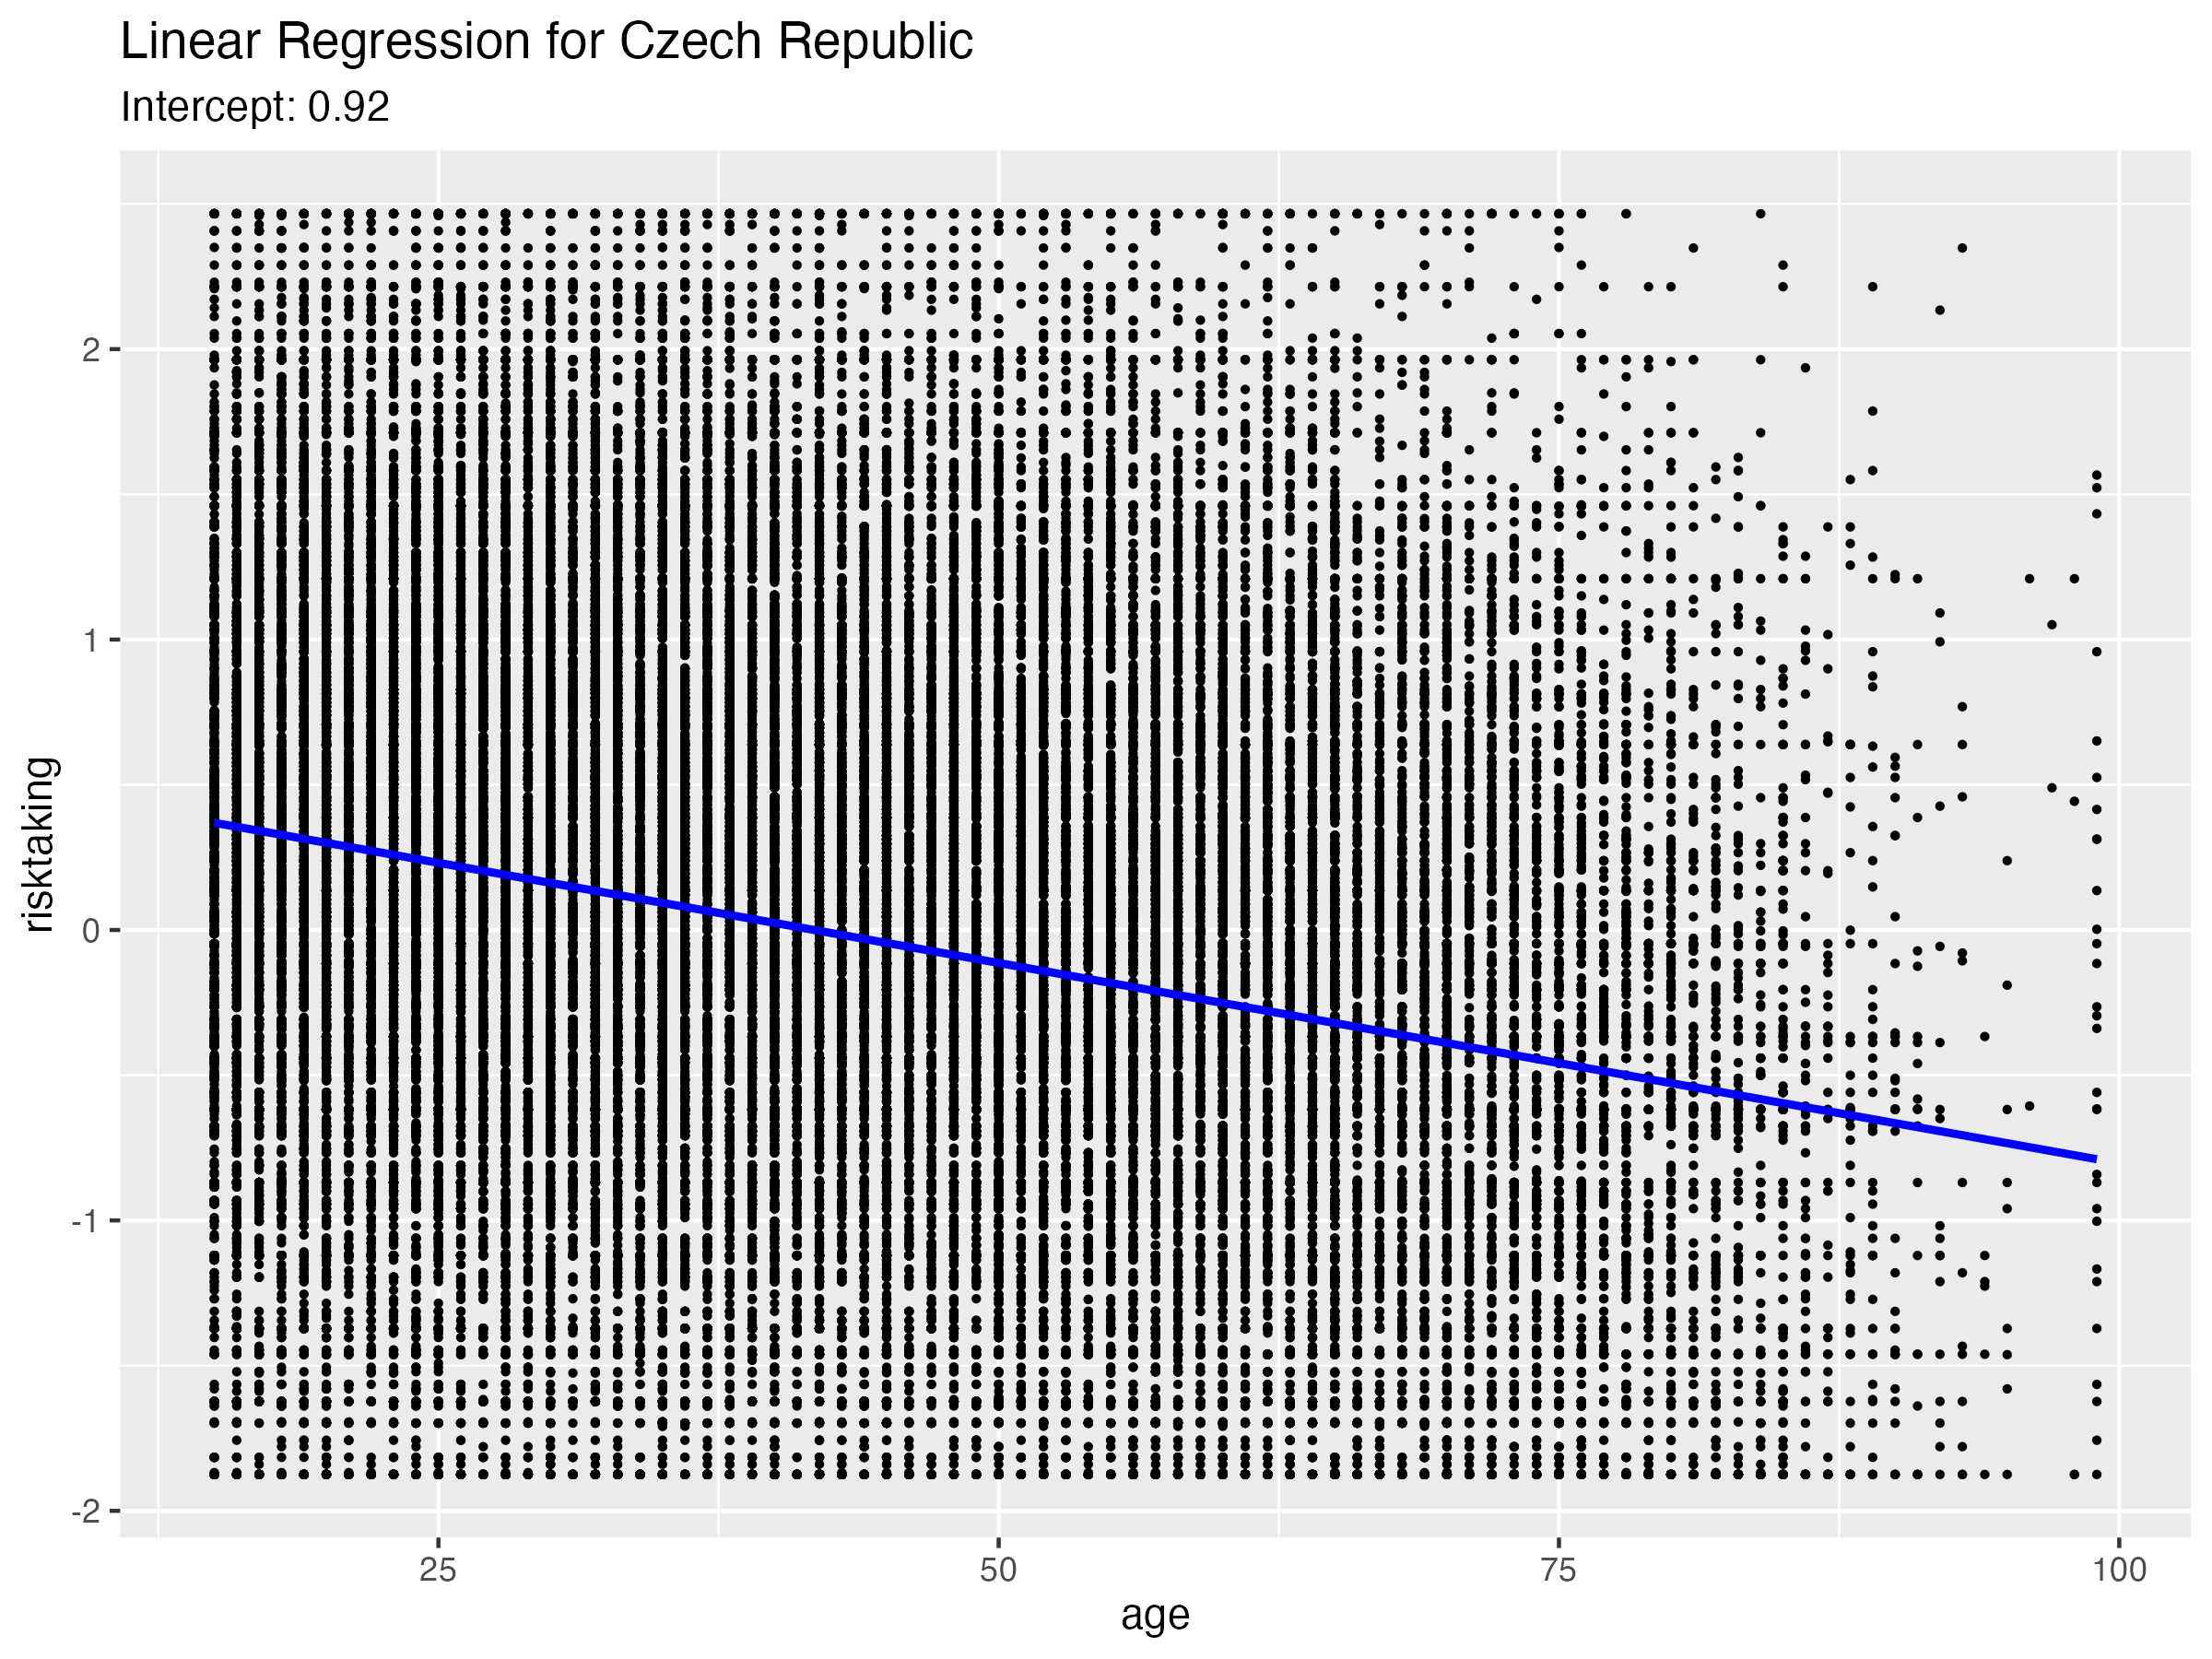 Linear Regression for Czech Republic
Intercept: 0.92
risktaking
2
1
0
-1
-2
25 50 75 100
age